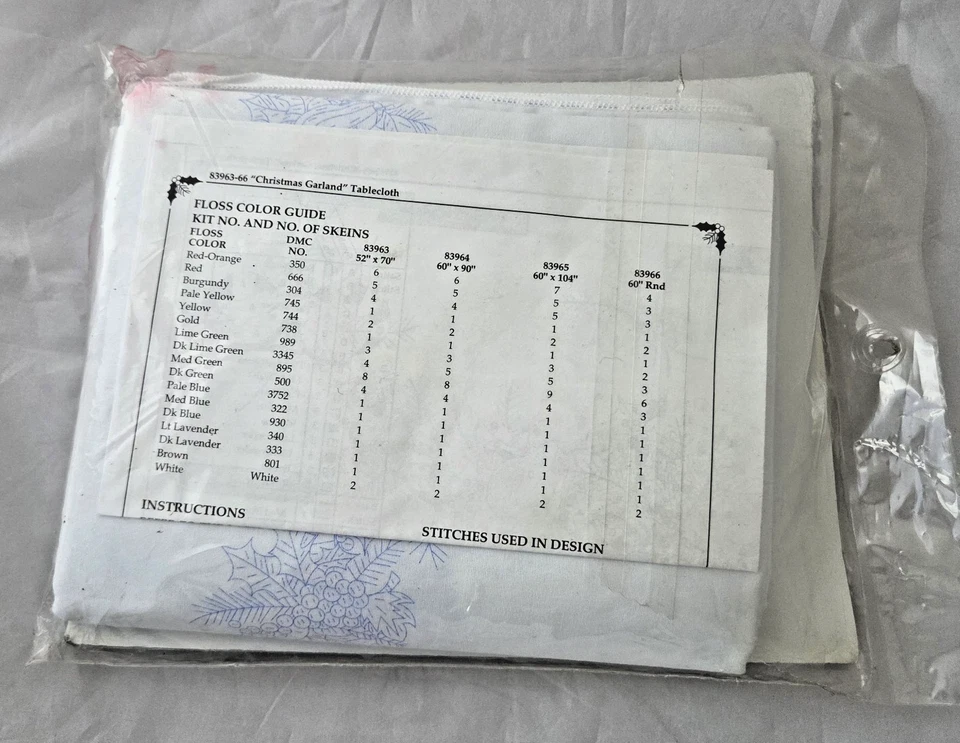 83963-66 "Christmas Garland" Tablecloth
FLOSS COLOR GUIDE
KIT NO. AND NO. OF SKEINS
FLOSS COLOR DMC NO. 83963 52" x 70" 83964 60" x 90" 83965 60" x 104" 83966 60" Rnd
Red-Orange 350 6 6 7 4
Red 666 5 5 5 3
Burgundy 304 4 4 5 3
Pale Yellow 745 1 1 1 1
Yellow 744 2 2 2 2
Gold 738 1 1 1 1
Lime Green 989 3 3 3 2
Dk Lime Green 3345 4 5 5 3
Med Green 895 8 8 9 6
Dk Green 500 4 4 4 3
Pale Blue 3752 1 1 1 1
Med Blue 322 1 1 1 1
Dk Blue 930 1 1 1 1
Lt Lavender 340 1 1 1 1
Dk Lavender 333 1 1 1 1
Brown 801 1 1 1 1
White White 2 2 2 2
INSTRUCTIONS
STITCHES USED IN DESIGN